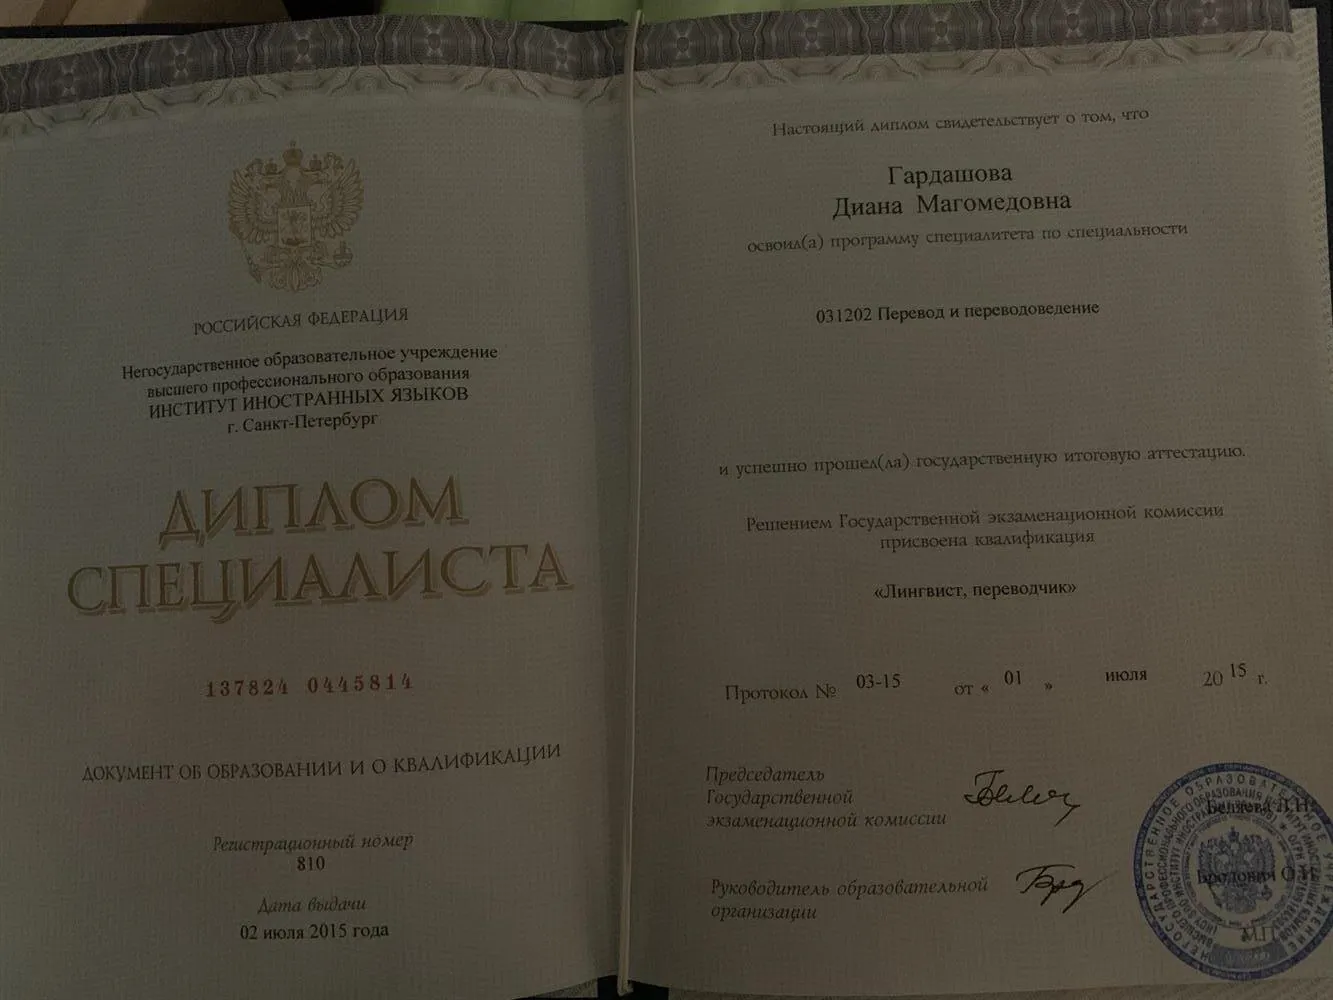 РОССИЙСКАЯ ФЕДЕРАЦИЯ
Негосударственное образовательное учреждение
высшего профессионального образования
ИНСТИТУТ ИНОСТРАННЫХ ЯЗЫКОВ
г. Санкт-Петербург
ДИПЛОМ
СПЕЦИАЛИСТА
137824 0445814
ДОКУМЕНТ ОБ ОБРАЗОВАНИИ И О КВАЛИФИКАЦИИ
Регистрационный номер
810
Дата выдачи
02 июля 2015 года
Настоящий диплом свидетельствует о том, что
Гардашова
Диана Магомедовна
освоил(а) программу специалитета по специальности
031202 Перевод и переводоведение
и успешно прошел(ла) государственную итоговую аттестацию.
Решением Государственной экзаменационной комиссии
присвоена квалификация
«Лингвист, переводчик»
Протокол № 03-15 от « 01 » июля 2015 г.
Председатель
Государственной
экзаменационной комиссии
Беляева Л.Н.
Руководитель образовательной
организации
Бродович О.И.
М.П.